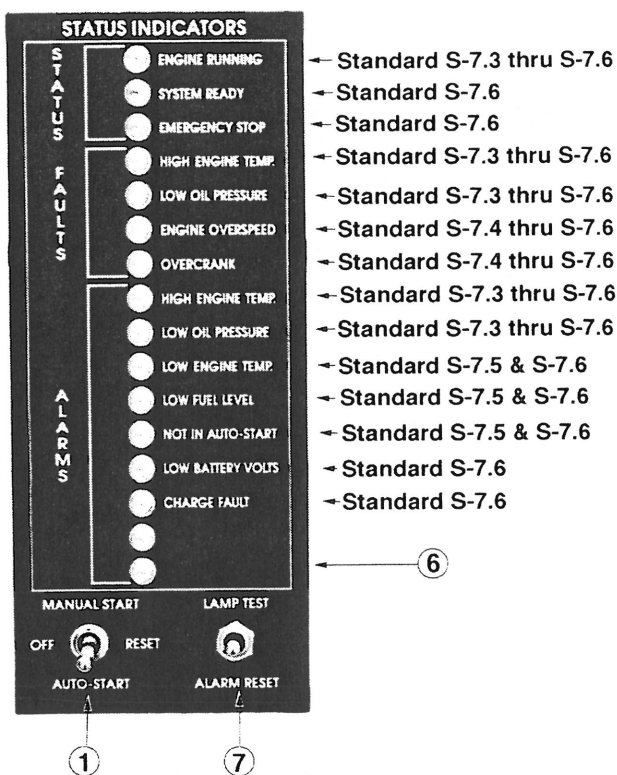 STATUS INDICATORS
STATUS
ENGINE RUNNING Standard S-7.3 thru S-7.6
SYSTEM READY Standard S-7.6
EMERGENCY STOP Standard S-7.6
FAULTS
HIGH ENGINE TEMP. Standard S-7.3 thru S-7.6
LOW OIL PRESSURE Standard S-7.3 thru S-7.6
ENGINE OVERSPEED Standard S-7.4 thru S-7.6
OVERCRANK Standard S-7.4 thru S-7.6
ALARMS
HIGH ENGINE TEMP. Standard S-7.3 thru S-7.6
LOW OIL PRESSURE Standard S-7.3 thru S-7.6
LOW ENGINE TEMP. Standard S-7.5 & S-7.6
LOW FUEL LEVEL Standard S-7.5 & S-7.6
NOT IN AUTO-START Standard S-7.5 & S-7.6
LOW BATTERY VOLTS Standard S-7.6
CHARGE FAULT Standard S-7.6
6
MANUAL START LAMP TEST
OFF RESET
AUTO-START ALARM RESET
1 7